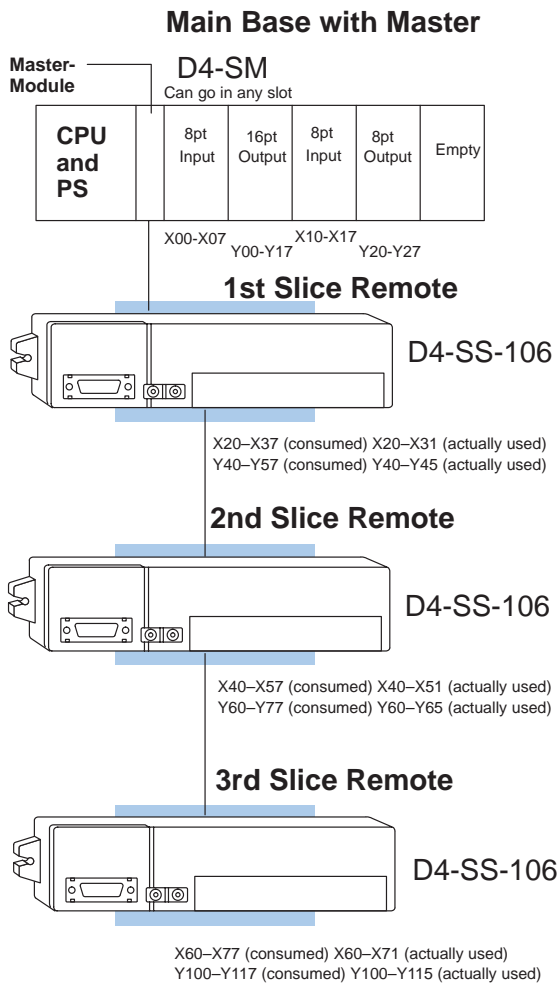 Main Base with Master
Master-
Module
D4-SM
Can go in any slot
CPU
and
PS
8pt
Input
16pt
Output
8pt
Input
8pt
Output
Empty
X00-X07
Y00-Y17
X10-X17
Y20-Y27
1st Slice Remote
D4-SS-106
X20–X37 (consumed) X20–X31 (actually used)
Y40–Y57 (consumed) Y40–Y45 (actually used)
2nd Slice Remote
D4-SS-106
X40–X57 (consumed) X40–X51 (actually used)
Y60–Y77 (consumed) Y60–Y65 (actually used)
3rd Slice Remote
D4-SS-106
X60–X77 (consumed) X60–X71 (actually used)
Y100–Y117 (consumed) Y100–Y115 (actually used)